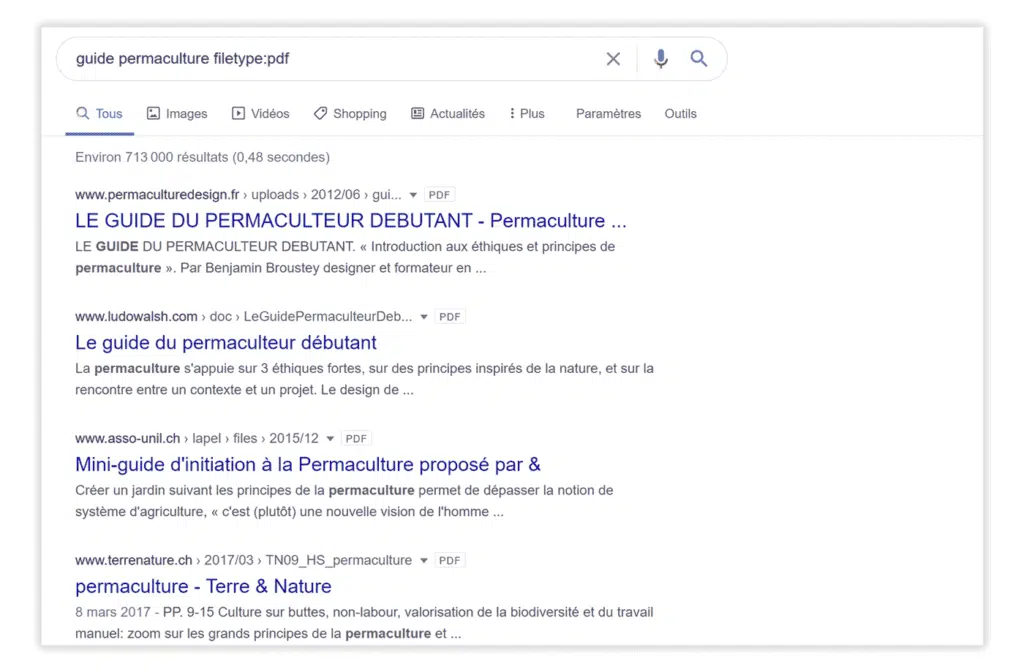 guide permaculture filetype:pdf
Tous Images Vidéos Shopping Actualités Plus Paramètres Outils
Environ 713 000 résultats (0,48 secondes)
www.permaculturedesign.fr › uploads › 2012/06 › gui... PDF
LE GUIDE DU PERMACULTEUR DEBUTANT - Permaculture ...
LE GUIDE DU PERMACULTEUR DEBUTANT. « Introduction aux éthiques et principes de
permaculture ». Par Benjamin Broustey designer et formateur en ...
www.ludowalsh.com › doc › LeGuidePermaculteurDeb... PDF
Le guide du permaculteur débutant
La permaculture s'appuie sur 3 éthiques fortes, sur des principes inspirés de la nature, et sur la
rencontre entre un contexte et un projet. Le design de ...
www.asso-unil.ch › lapel › files › 2015/12 PDF
Mini-guide d'initiation à la Permaculture proposé par &
Créer un jardin suivant les principes de la permaculture permet de dépasser la notion de
système d'agriculture, « c'est (plutôt) une nouvelle vision de l'homme ...
www.terrenature.ch › 2017/03 › TN09_HS_permaculture PDF
permaculture - Terre & Nature
8 mars 2017 - PP. 9-15 Culture sur buttes, non-labour, valorisation de la biodiversité et du travail
manuel: zoom sur les grands principes de la permaculture et ...